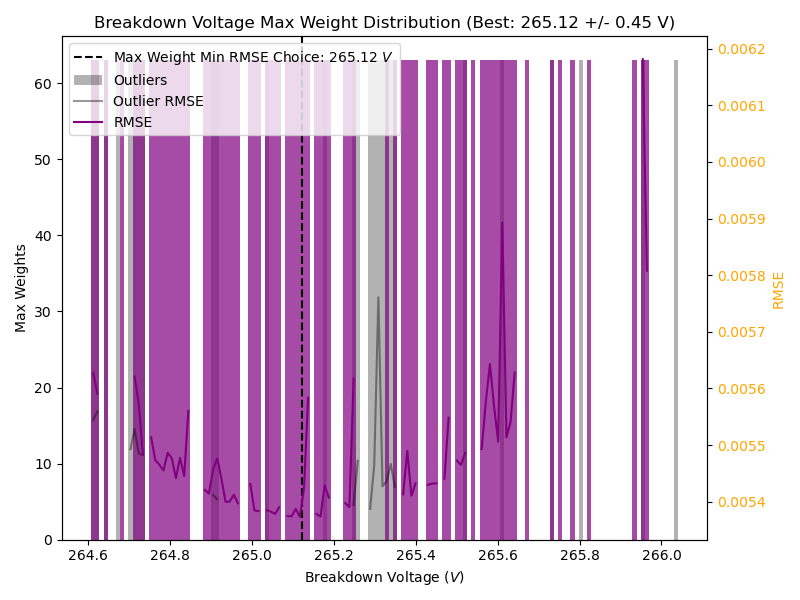 Breakdown Voltage Max Weight Distribution (Best: 265.12 +/- 0.45 V)
Max Weight Min RMSE Choice: 265.12 V
Outliers
Outlier RMSE
RMSE
Max Weights
60
50
40
30
20
10
0
0.0062
0.0061
0.0060
0.0059
0.0058
0.0057
0.0056
0.0055
0.0054
RMSE
264.6 264.8 265.0 265.2 265.4 265.6 265.8 266.0
Breakdown Voltage (V)